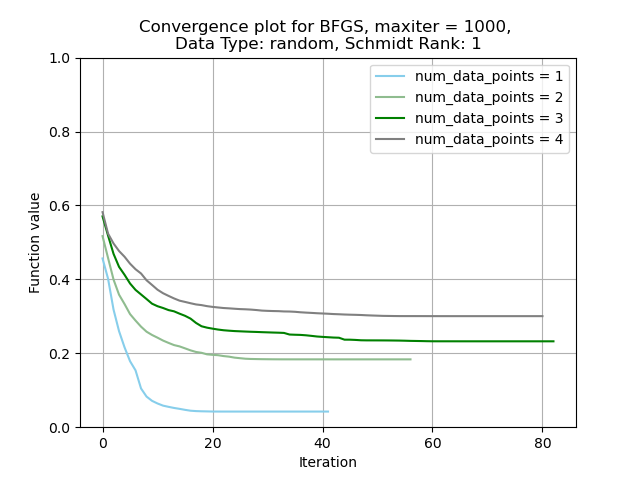 Convergence plot for BFGS, maxiter = 1000,
Data Type: random, Schmidt Rank: 1
num_data_points = 1
num_data_points = 2
num_data_points = 3
num_data_points = 4
Function value
1.0
0.8
0.6
0.4
0.2
0.0
0 20 40 60 80
Iteration